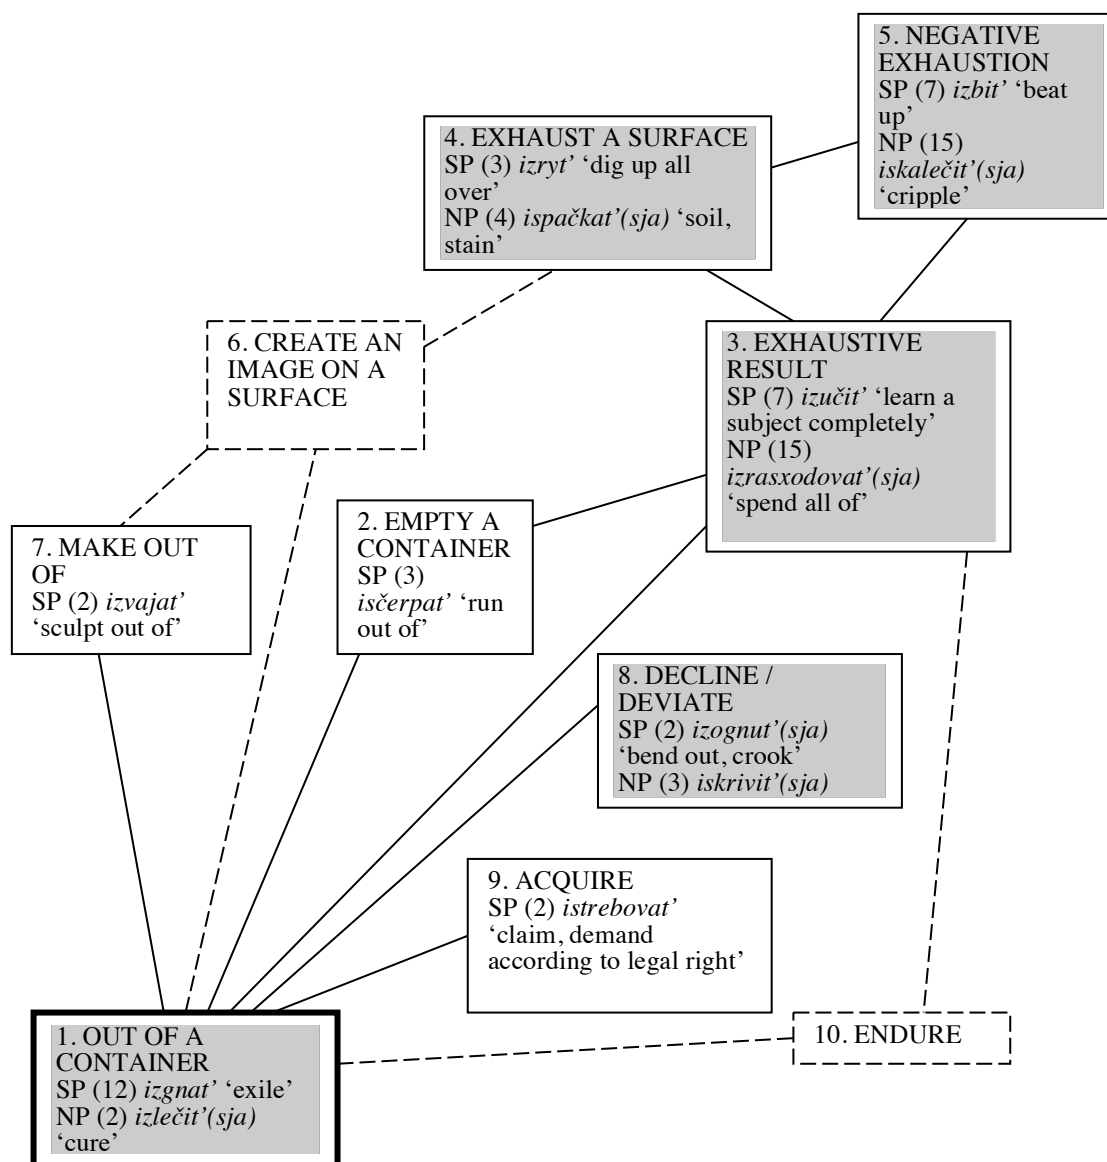 5. NEGATIVE
EXHAUSTION
SP (7) izbit’ ‘beat
up’
NP (15)
iskalečit’(sja)
‘cripple’
4. EXHAUST A SURFACE
SP (3) izryt’ ‘dig up all
over’
NP (4) ispačkat’(sja) ‘soil,
stain’
6. CREATE AN
IMAGE ON A
SURFACE
3. EXHAUSTIVE
RESULT
SP (7) izučit’ ‘learn a
subject completely’
NP (15)
izrasxodovat’(sja)
‘spend all of’
7. MAKE OUT
OF
SP (2) izvajat’
‘sculpt out of’
2. EMPTY A
CONTAINER
SP (3)
isčerpat’ ‘run
out of’
8. DECLINE /
DEVIATE
SP (2) izognut’(sja)
‘bend out, crook’
NP (3) iskrivit’(sja)
9. ACQUIRE
SP (2) istrebovat’
‘claim, demand
according to legal right’
1. OUT OF A
CONTAINER
SP (12) izgnat’ ‘exile’
NP (2) izlečit’(sja)
‘cure’
10. ENDURE